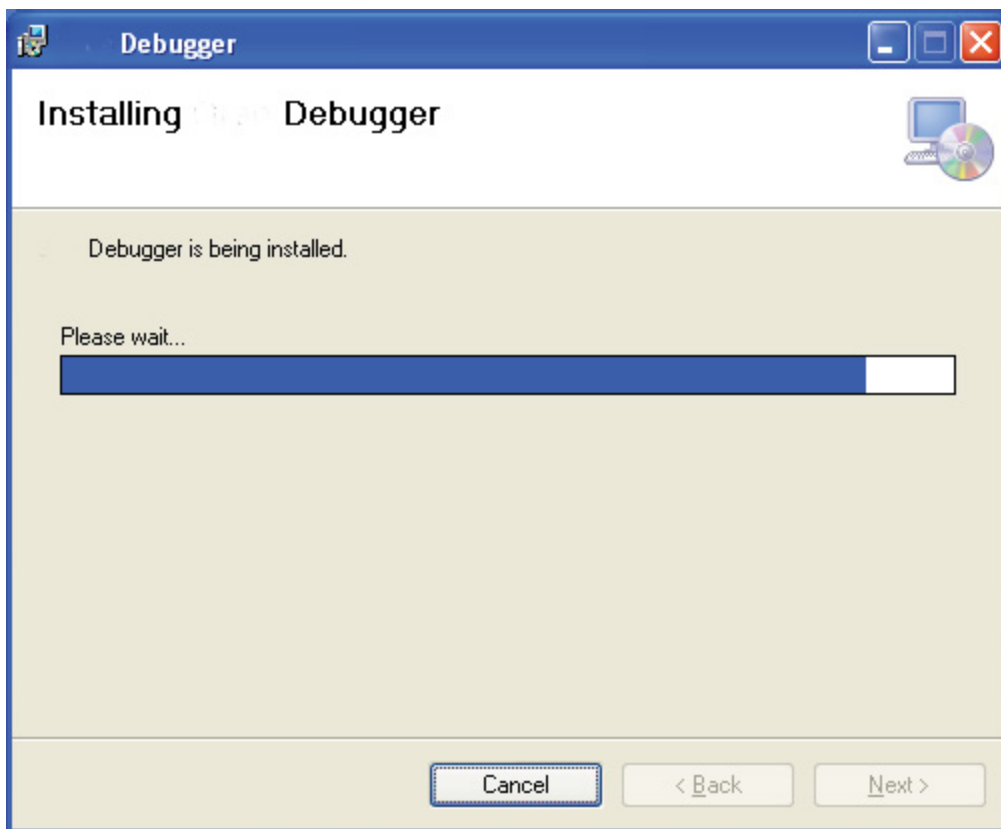 Debugger
Installing Debugger
Debugger is being installed.
Please wait...
Cancel
< Back
Next >